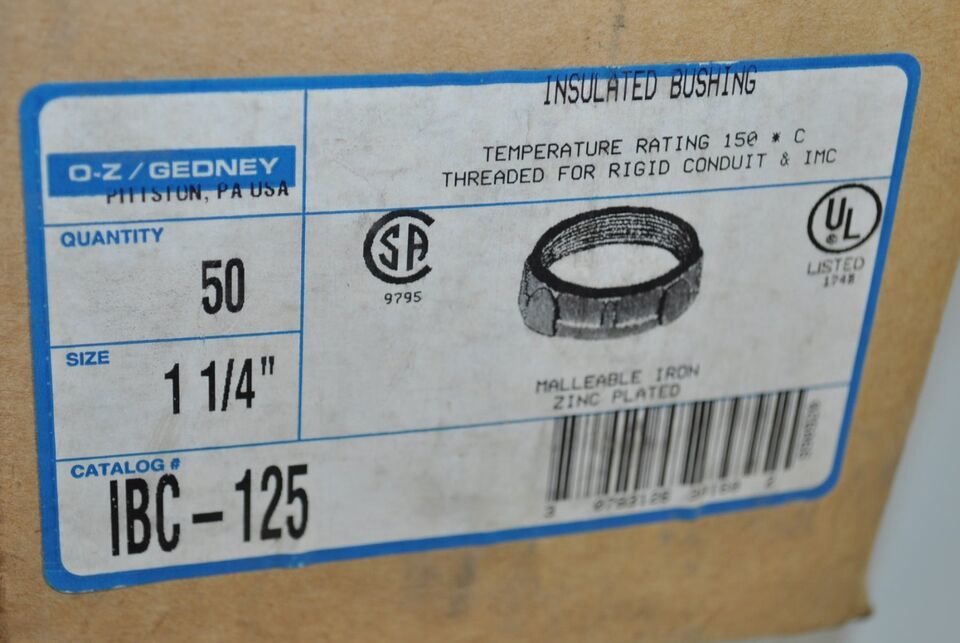 INSULATED BUSHING
TEMPERATURE RATING 150 * C
THREADED FOR RIGID CONDUIT & IMC
O-Z/GEDNEY
PITTSTON, PA USA
QUANTITY
50
SIZE
1 1/4"
CATALOG #
IBC-125
CSA
9795
UL
LISTED
MALLEABLE IRON
ZINC PLATED